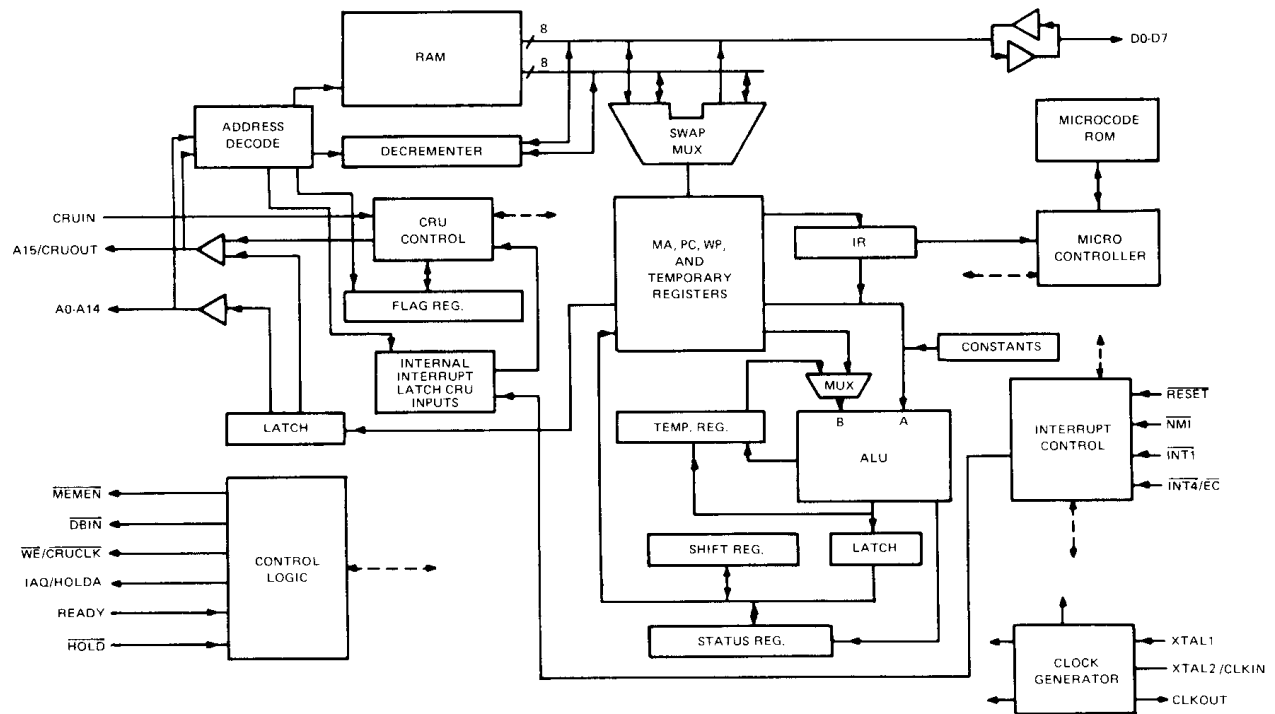 8
RAM
D0-D7
8
ADDRESS
DECODE
SWAP
MUX
MICROCODE
ROM
DECREMENTER
CRUIN
CRU
CONTROL
A15/CRUOUT
MA, PC, WP,
AND
TEMPORARY
REGISTERS
IR
MICRO
CONTROLLER
A0-A14
FLAG REG.
CONSTANTS
INTERNAL
INTERRUPT
LATCH CRU
INPUTS
MUX
RESET
NMI
INT1
INT4/EC
INTERRUPT
CONTROL
LATCH
TEMP. REG.
B
A
ALU
MEMEN
DBIN
WE/CRUCLK
IAQ/HOLDA
READY
HOLD
CONTROL
LOGIC
SHIFT REG.
LATCH
STATUS REG.
CLOCK
GENERATOR
XTAL1
XTAL2/CLKIN
CLKOUT